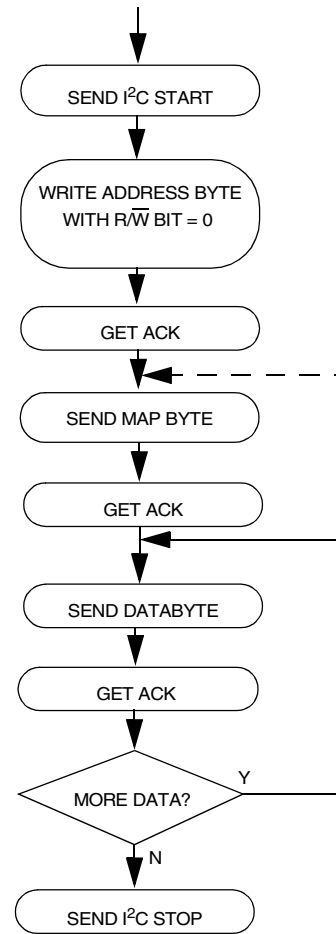 SEND I²C START
WRITE ADDRESS BYTE
WITH R/W̅ BIT = 0
GET ACK
SEND MAP BYTE
GET ACK
SEND DATABYTE
GET ACK
MORE DATA?
Y
N
SEND I²C STOP